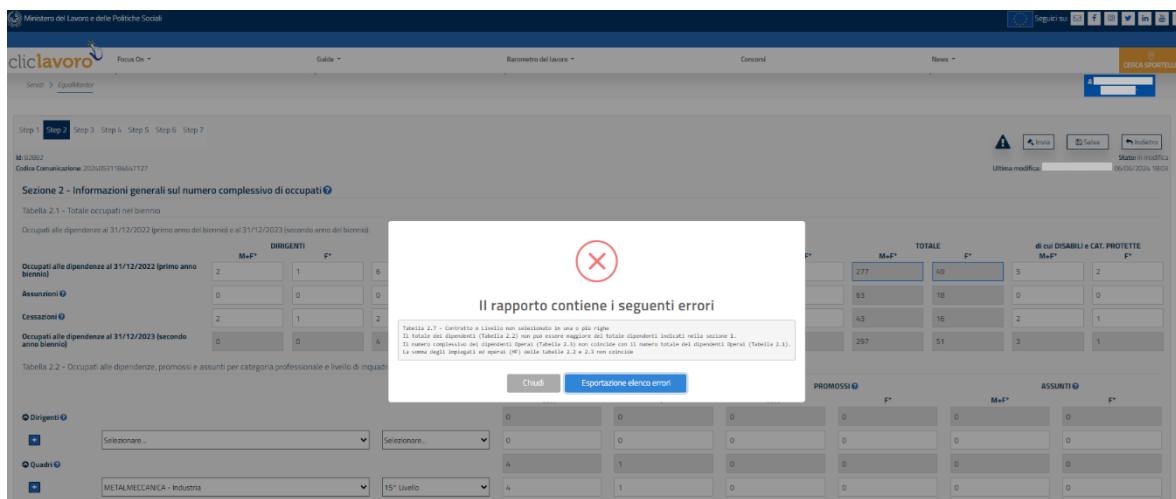 Ministero del Lavoro e delle Politiche Sociali
Seguici su:
cliclavoro
Focus On
Guida
Barometro del lavoro
Concorsi
News
CERCA SPORTELLI
Servizi > EqualMonitor
Step 1 Step 2 Step 3 Step 4 Step 5 Step 6 Step 7
Invia
Salva
Indietro
Id: 82882
Stato: In modifica
Codice Comunicazione:
Ultima modifica:
06/06/2024 18:03
Sezione 2 - Informazioni generali sul numero complessivo di occupati
Tabella 2.1 - Totale occupati nel biennio
Occupati alle dipendenze al 31/12/2022 (primo anno del biennio) e al 31/12/2023 (secondo anno del biennio).
DIRIGENTI
TOTALE
di cui DISABILI e CAT. PROTETTE
M+F* F* F* M+F* F* M+F* F*
Occupati alle dipendenze al 31/12/2022 (primo anno biennio)
2 1 6 277 49 5 2
Assunzioni
0 0 0 63 18 0 0
Cessazioni
2 1 2 43 16 2 1
Occupati alle dipendenze al 31/12/2023 (secondo anno biennio)
0 0 4 297 51 3 1
Il rapporto contiene i seguenti errori
Tabella 2.7 - Contratto e Livello non selezionato in una o più righe
Il totale dei dipendenti (Tabella 2.2) non può essere maggiore del totale dipendenti indicati nella sezione 1.
Il numero complessivo dei dipendenti Operai (Tabella 2.3) non coincide con il numero totale dei dipendenti Operai (Tabella 2.1).
La somma degli impiegati ed operai (MF) delle tabelle 2.2 e 2.3 non coincide
Chiudi
Esportazione elenco errori
Tabella 2.2 - Occupati alle dipendenze, promossi e assunti per categoria professionale e livello di inquadr
PROMOSSI
ASSUNTI
F* M+F* F*
Dirigenti
0 0 0 0 0 0
Selezionare... Selezionare... 0 0 0 0 0 0
Quadri
4 1 0 0 0 0
METALMECCANICA - Industria 15° Livello 4 1 0 0 0 0